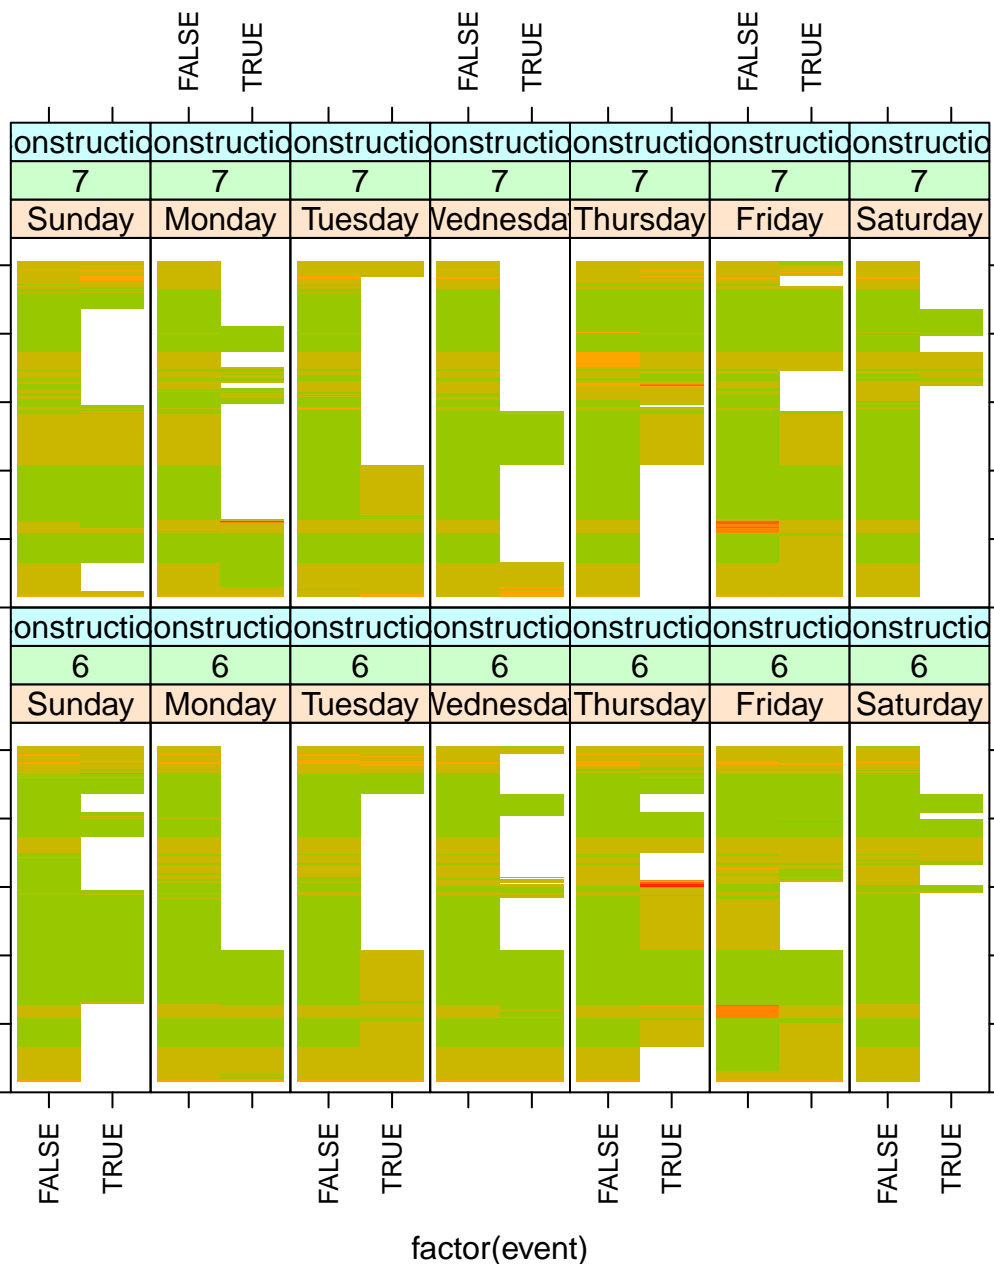 FALSE TRUE FALSE TRUE FALSE TRUE
onstructio onstructio onstructio onstructio onstructio onstructio onstructio
7 7 7 7 7 7 7
Sunday Monday Tuesday Wednesday Thursday Friday Saturday
onstructio onstructio onstructio onstructio onstructio onstructio onstructio
6 6 6 6 6 6 6
Sunday Monday Tuesday Wednesday Thursday Friday Saturday
FALSE TRUE FALSE TRUE FALSE TRUE FALSE TRUE
factor(event)